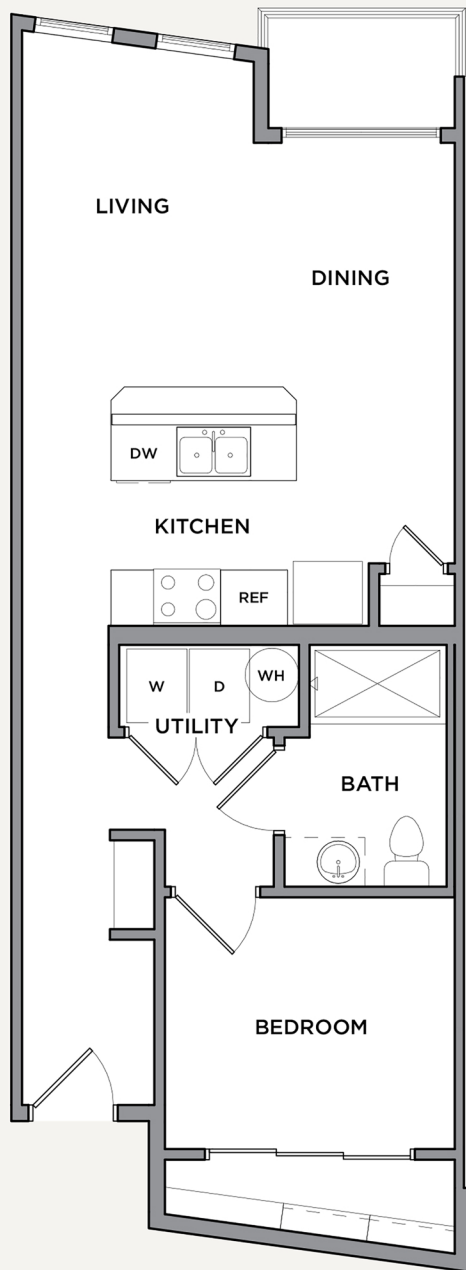 LIVING
DINING
DW
KITCHEN
REF
W
D
WH
UTILITY
BATH
BEDROOM